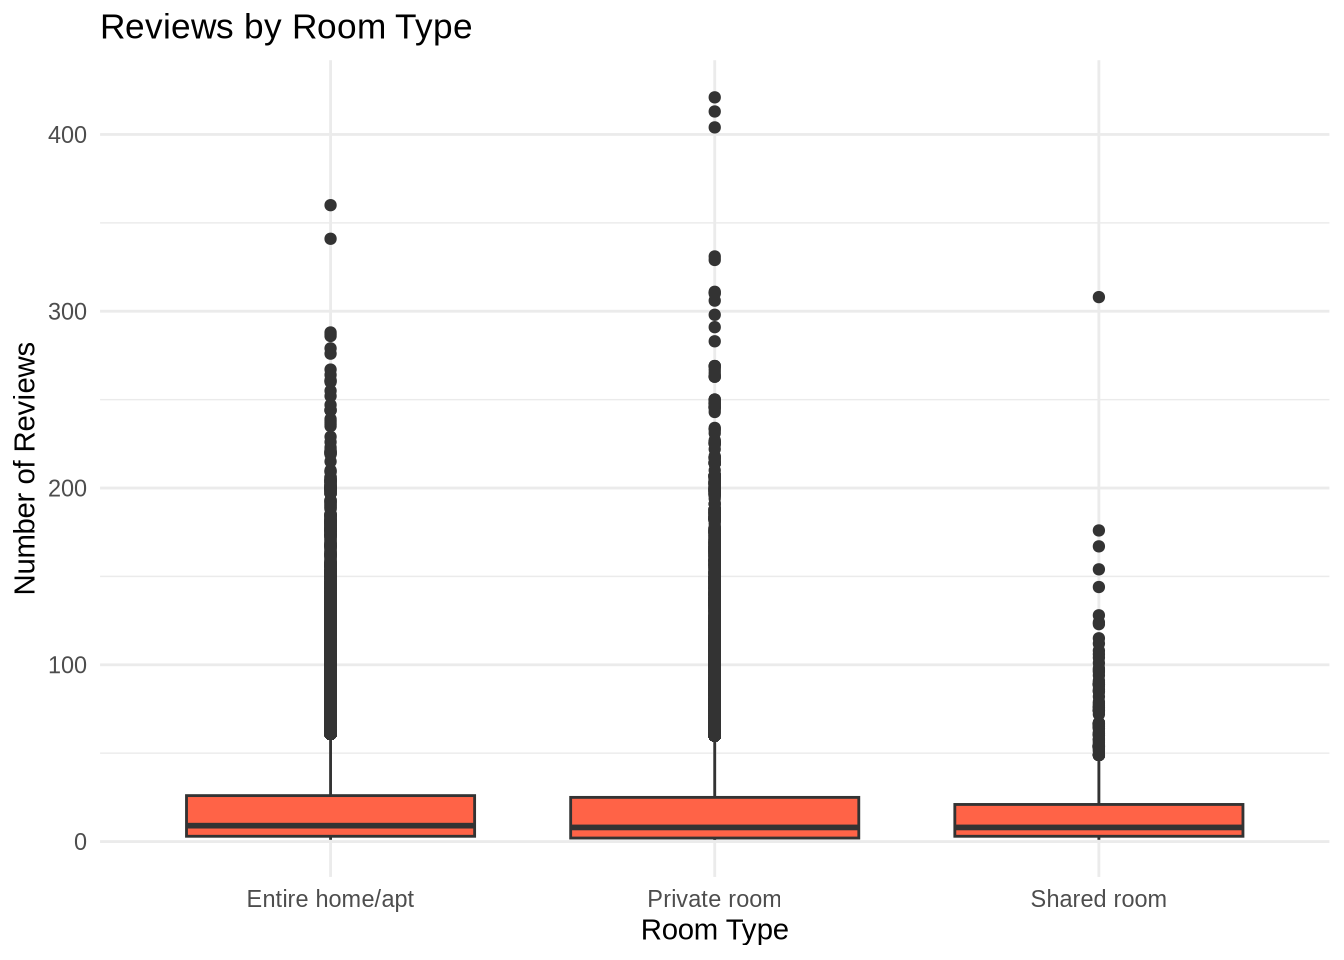 Reviews by Room Type
Number of Reviews
400
300
200
100
0
Entire home/apt
Private room
Shared room
Room Type